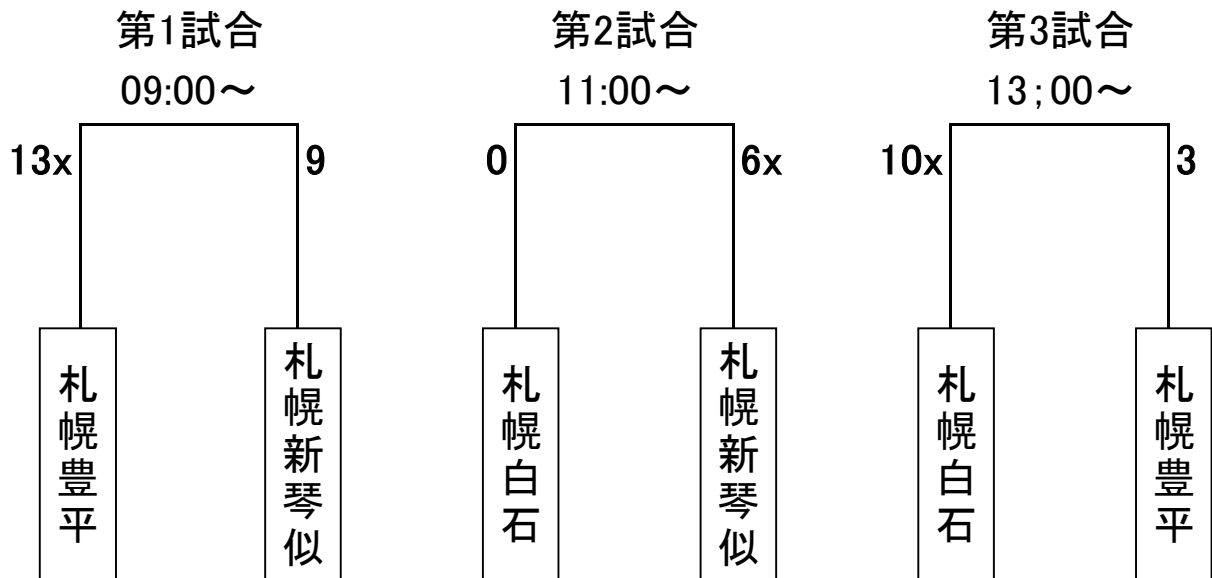 第1試合
09:00～
13x
9
札幌豊平
札幌新琴似
第2試合
11:00～
0
6x
札幌白石
札幌新琴似
第3試合
13;00～
10x
3
札幌白石
札幌豊平